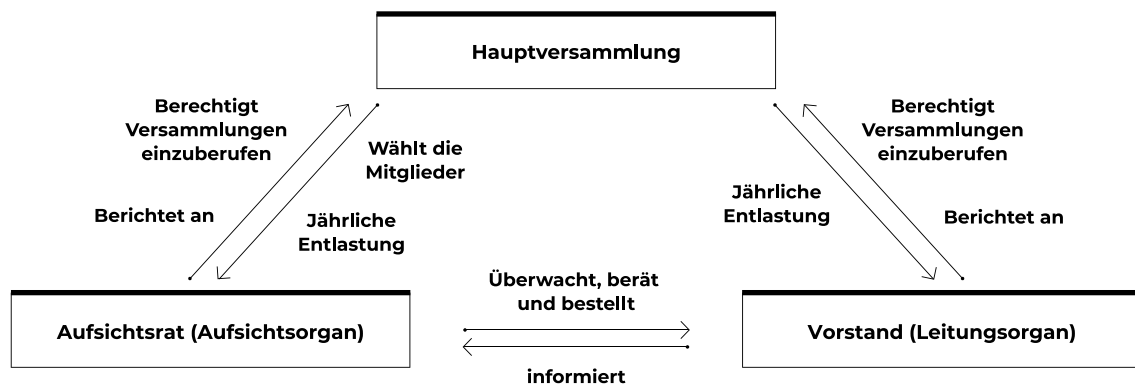 Hauptversammlung
Berechtigt
Versammlungen
einzuberufen
Wählt die
Mitglieder
Berichtet an
Jährliche
Entlastung
Berechtigt
Versammlungen
einzuberufen
Jährliche
Entlastung
Berichtet an
Überwacht, berät
und bestellt
Aufsichtsrat (Aufsichtsorgan)
Vorstand (Leitungsorgan)
informiert